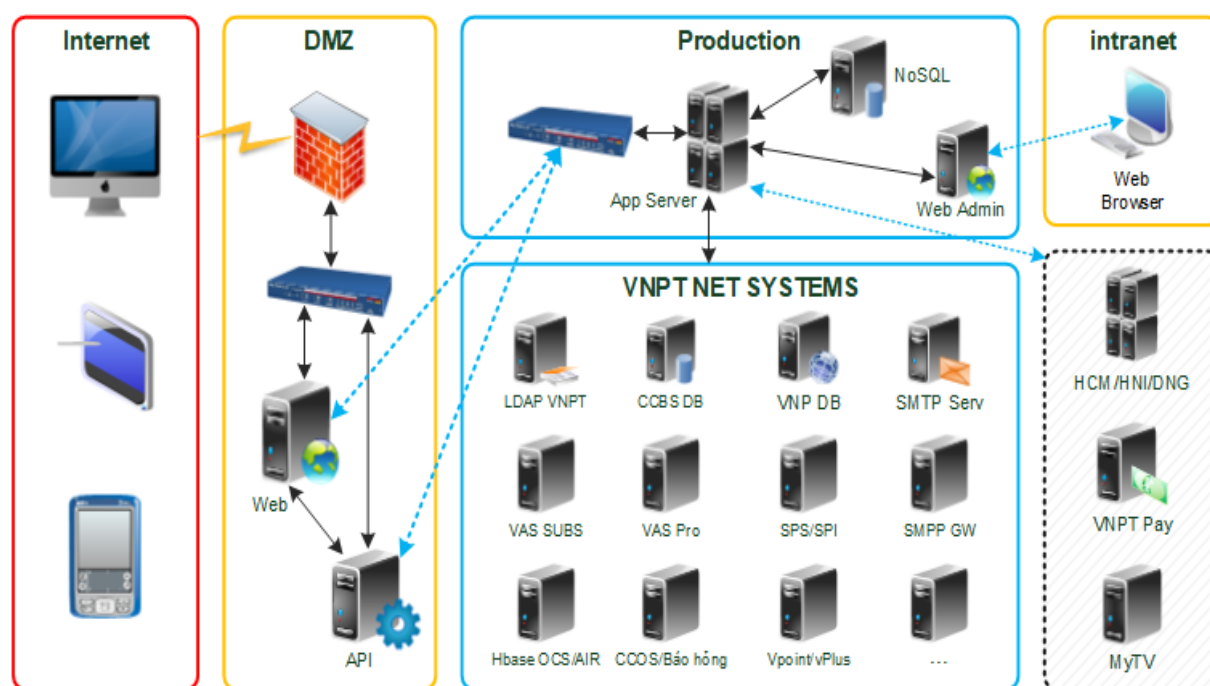 Internet
DMZ
Production
intranet
NoSQL
App Server
Web Admin
Web
Browser
VNPT NET SYSTEMS
LDAP VNPT
CCBS DB
VNP DB
SMTP Serv
HCM/HNI/DNG
Web
VAS SUBS
VAS Pro
SPS/SPI
SMPP GW
VNPT Pay
API
Hbase OCS/AIR
CCOS/Báo hỏng
Vpoint/vPlus
---
MyTV